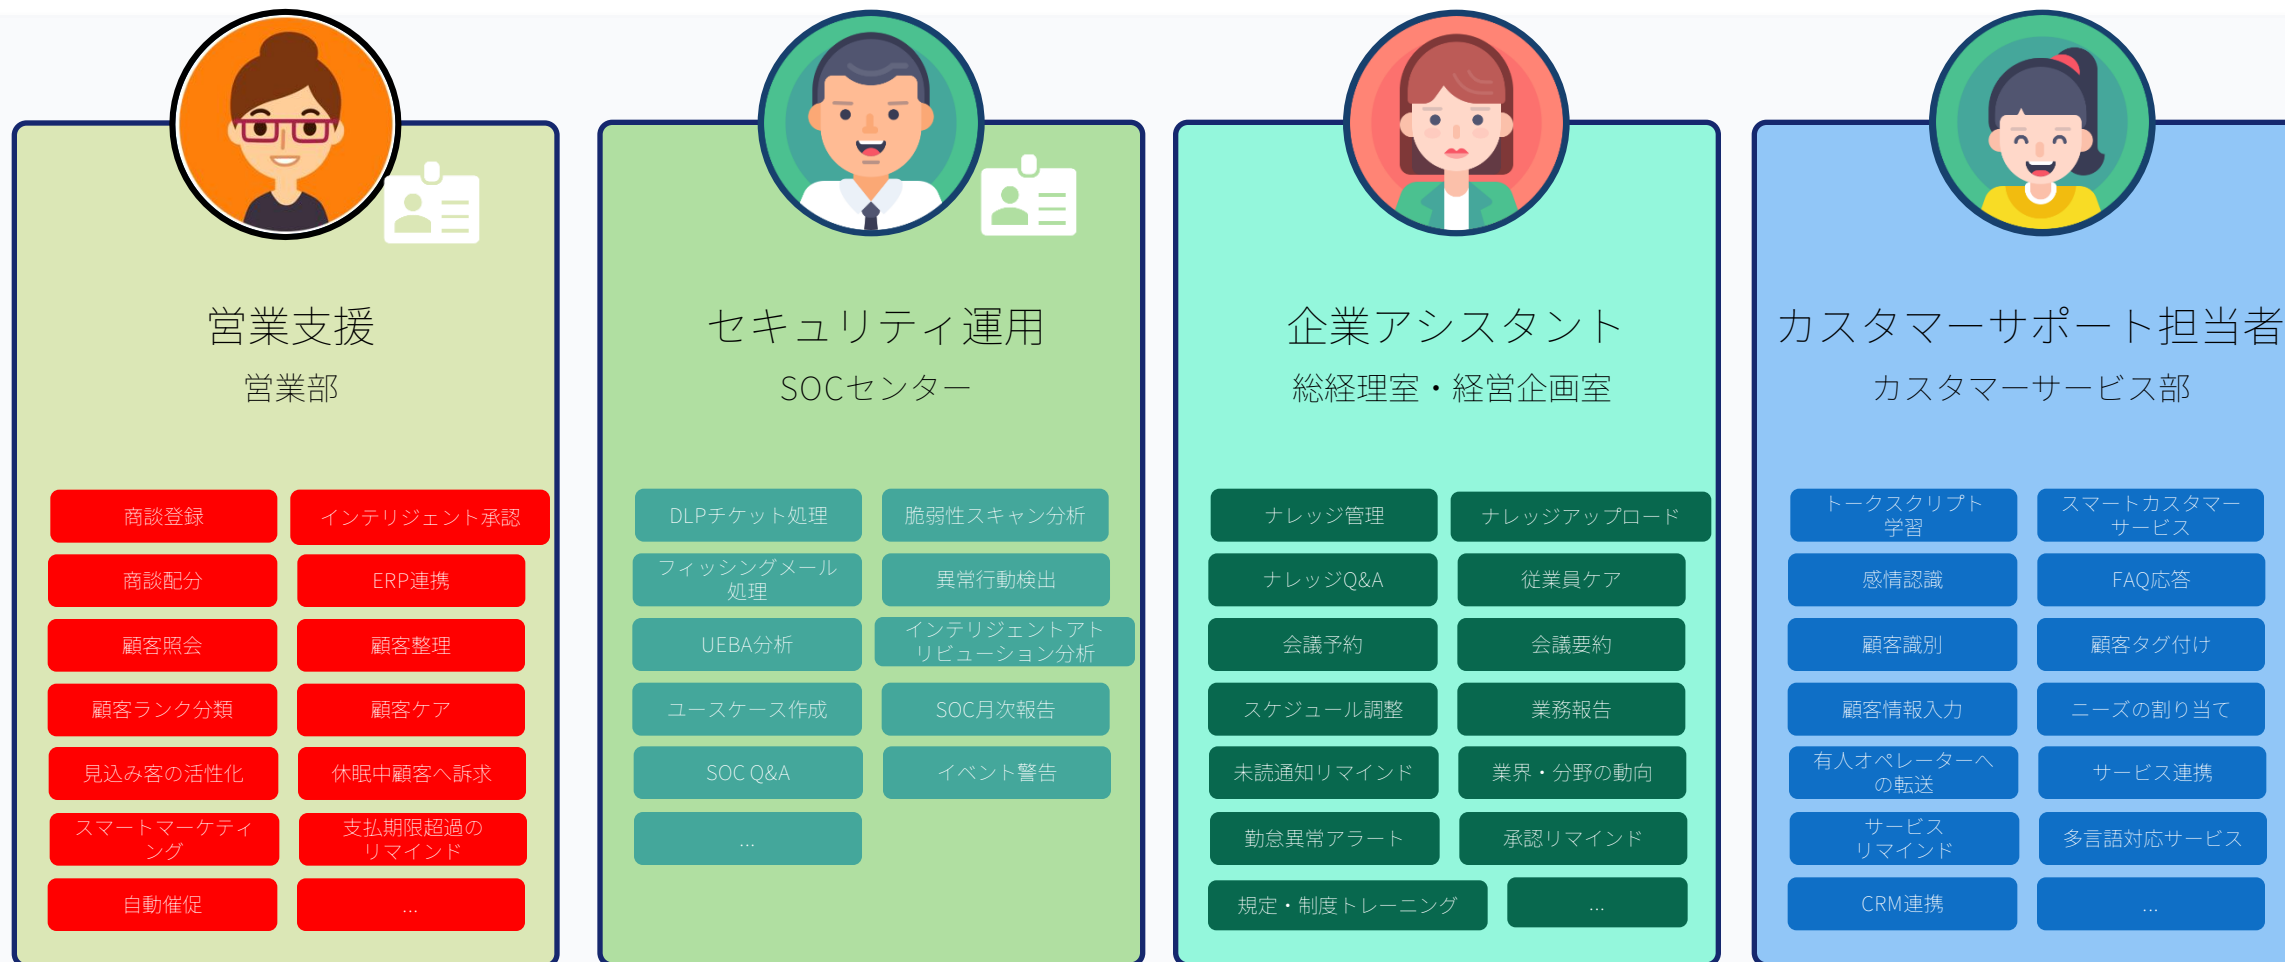 営業支援
営業部
商談登録
インテリジェント承認
商談配分
ERP連携
顧客照会
顧客整理
顧客ランク分類
顧客ケア
見込み客の活性化
休眠中顧客へ訴求
スマートマーケティ
ング
支払期限超過の
リマインド
自動催促
...
セキュリティ運用
SOCセンター
DLPチケット処理
脆弱性スキャン分析
フィッシングメール
処理
異常行動検出
UEBA分析
インテリジェントアト
リビューション分析
ユースケース作成
SOC月次報告
SOC Q&A
イベント警告
...
企業アシスタント
総経理室・経営企画室
ナレッジ管理
ナレッジアップロード
ナレッジQ&A
従業員ケア
会議予約
会議要約
スケジュール調整
業務報告
未読通知リマインド
業界・分野の動向
勤怠異常アラート
承認リマインド
規定・制度トレーニング
...
カスタマーサポート担当者
カスタマーサービス部
トークスクリプト
学習
スマートカスタマー
サービス
感情認識
FAQ応答
顧客識別
顧客タグ付け
顧客情報入力
ニーズの割り当て
有人オペレーターへ
の転送
サービス連携
サービス
リマインド
多言語対応サービス
CRM連携
...